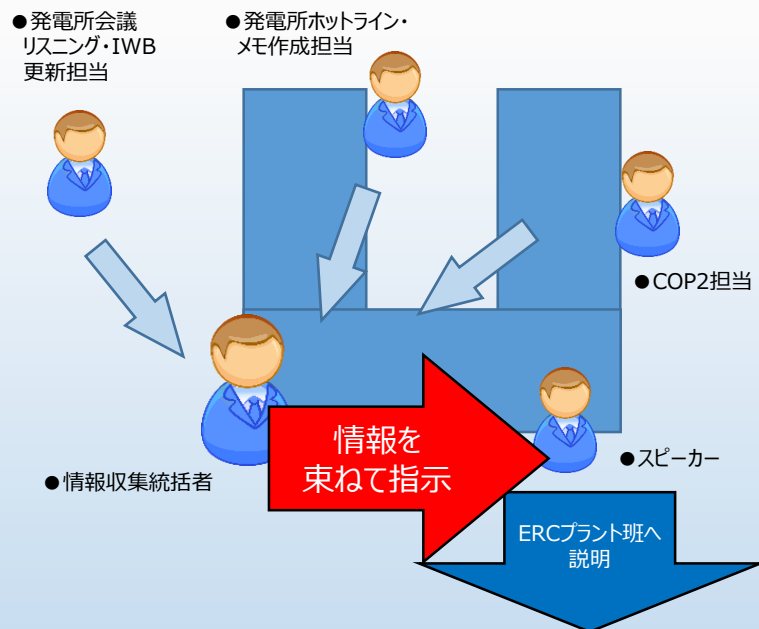 ●発電所会議
リスニング・IWB
更新担当
●発電所ホットライン・
メモ作成担当
●COP2担当
●情報収集統括者
情報を
束ねて指示
●スピーカー
ERCプラント班へ
説明